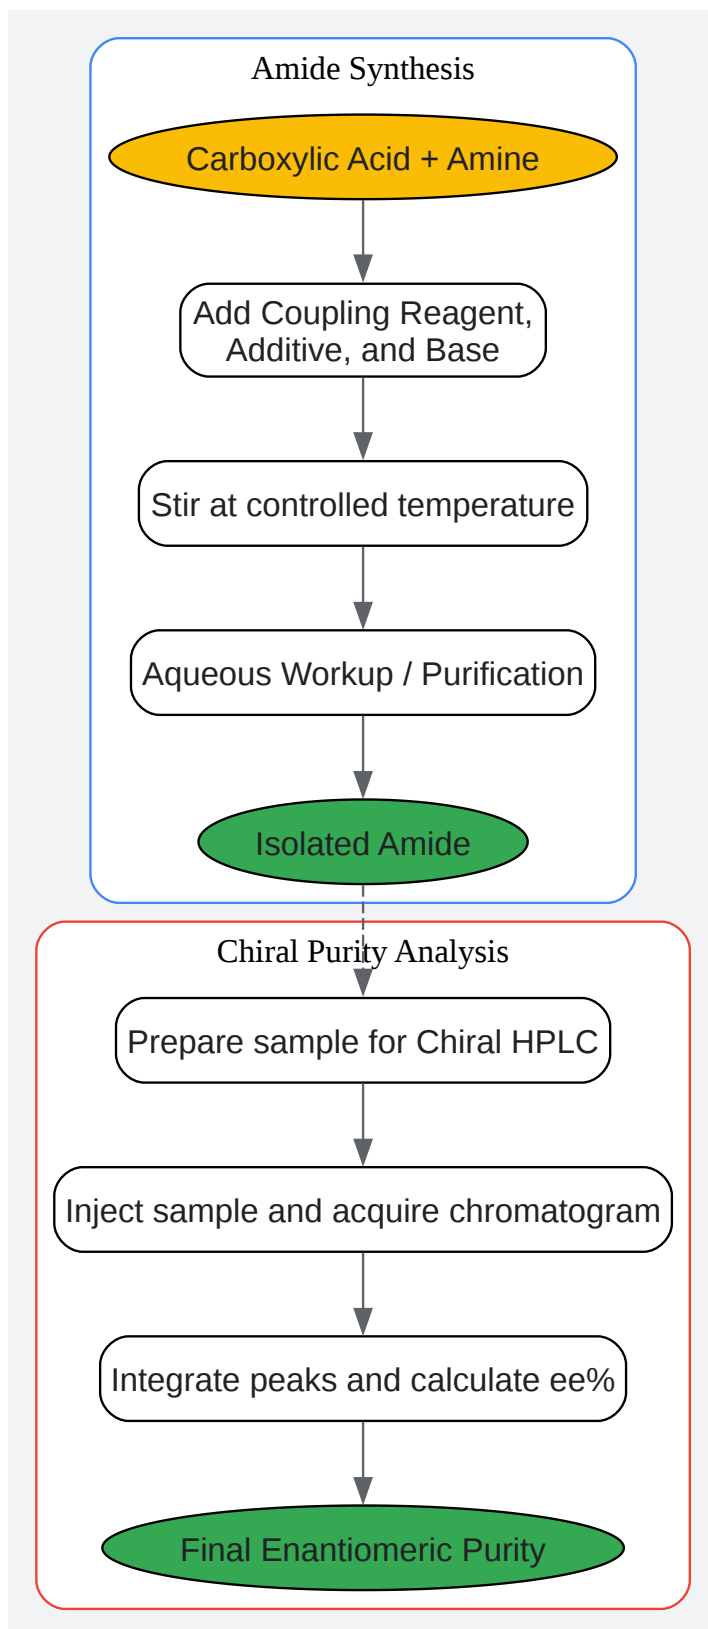 Amide Synthesis
Carboxylic Acid + Amine
Add Coupling Reagent,
Additive, and Base
Stir at controlled temperature
Aqueous Workup / Purification
Isolated Amide
Chiral Purity Analysis
Prepare sample for Chiral HPLC
Inject sample and acquire chromatogram
Integrate peaks and calculate ee%
Final Enantiomeric Purity